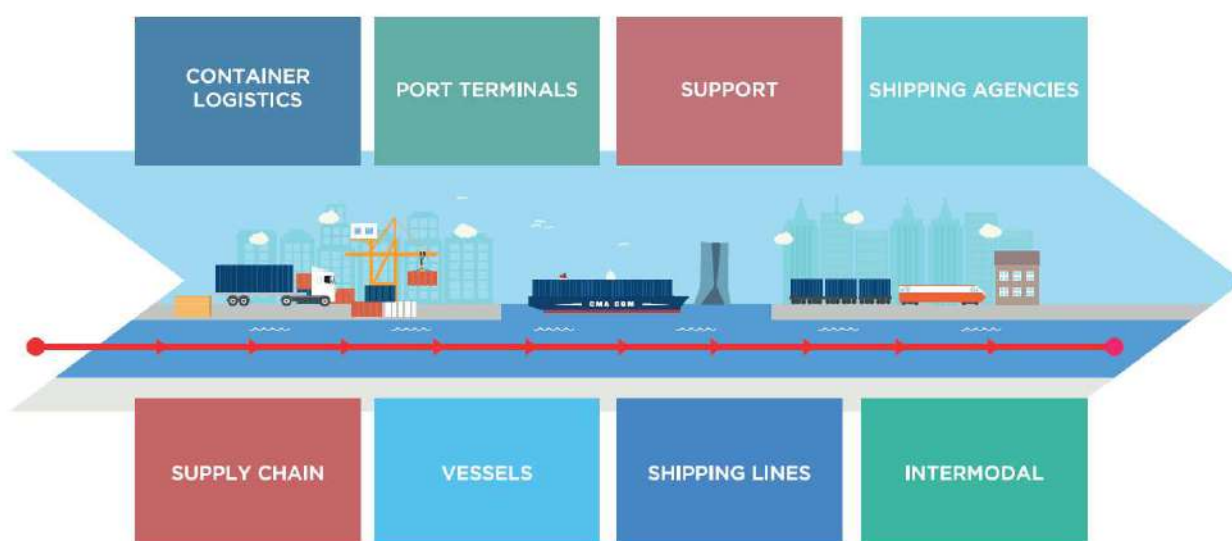 CONTAINER
LOGISTICS
PORT TERMINALS
SUPPORT
SHIPPING AGENCIES
CMA CGM
SUPPLY CHAIN
VESSELS
SHIPPING LINES
INTERMODAL